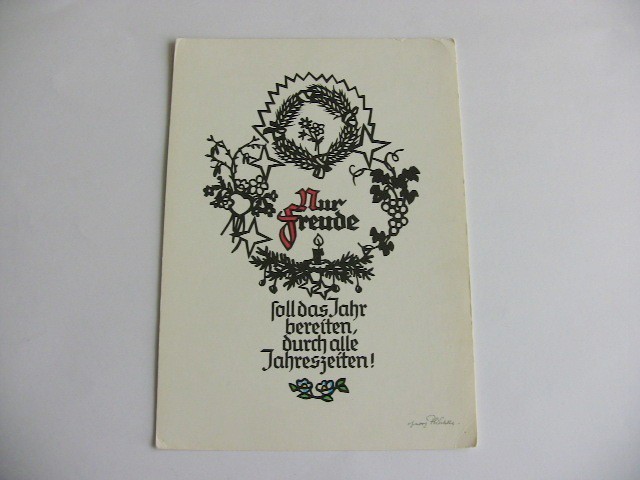 Nur
Freude
soll das Jahr
bereiten,
durch alle
Jahreszeiten!